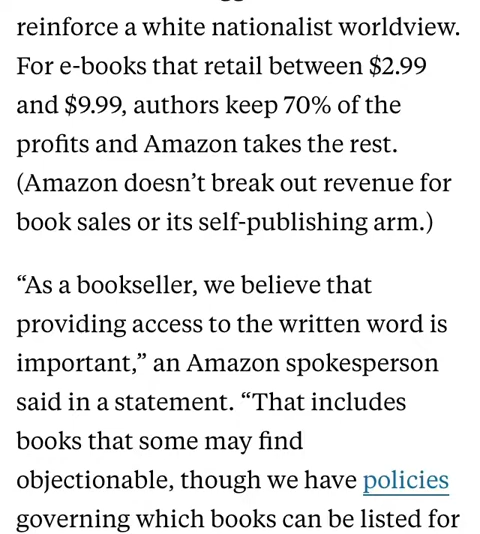 reinforce a white nationalist worldview.
For e-books that retail between $2.99
and $9.99, authors keep 70% of the
profits and Amazon takes the rest.
(Amazon doesn’t break out revenue for
book sales or its self-publishing arm.)
“As a bookseller, we believe that
providing access to the written word is
important,” an Amazon spokesperson
said in a statement. “That includes
books that some may find
objectionable, though we have policies
governing which books can be listed for